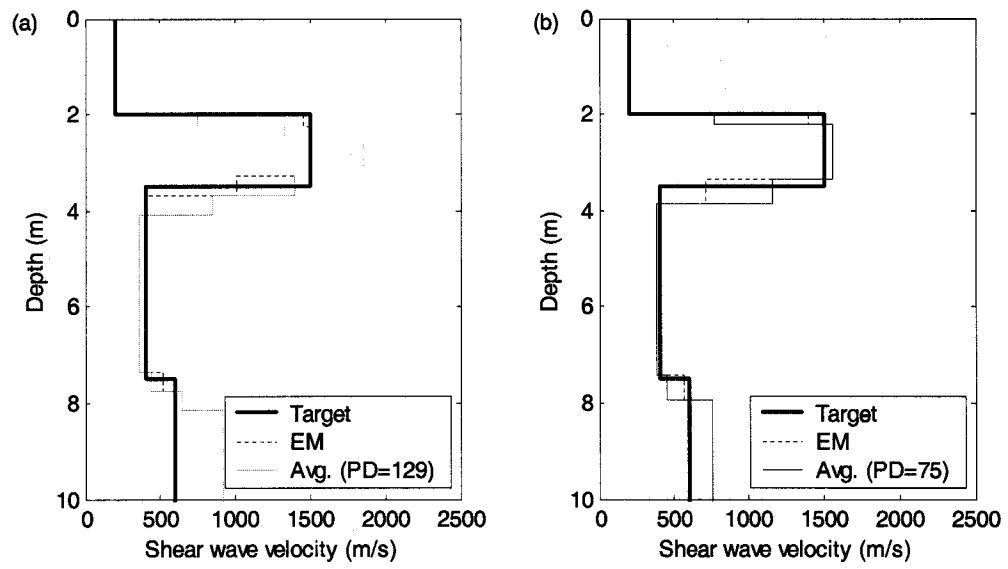 (a)
0
2
4
6
8
10
Depth (m)
0
500
1000
1500
2000
2500
Shear wave velocity (m/s)
Target
EM
Avg. (PD=129)
(b)
0
2
4
6
8
10
Depth (m)
0
500
1000
1500
2000
2500
Shear wave velocity (m/s)
Target
EM
Avg. (PD=75)